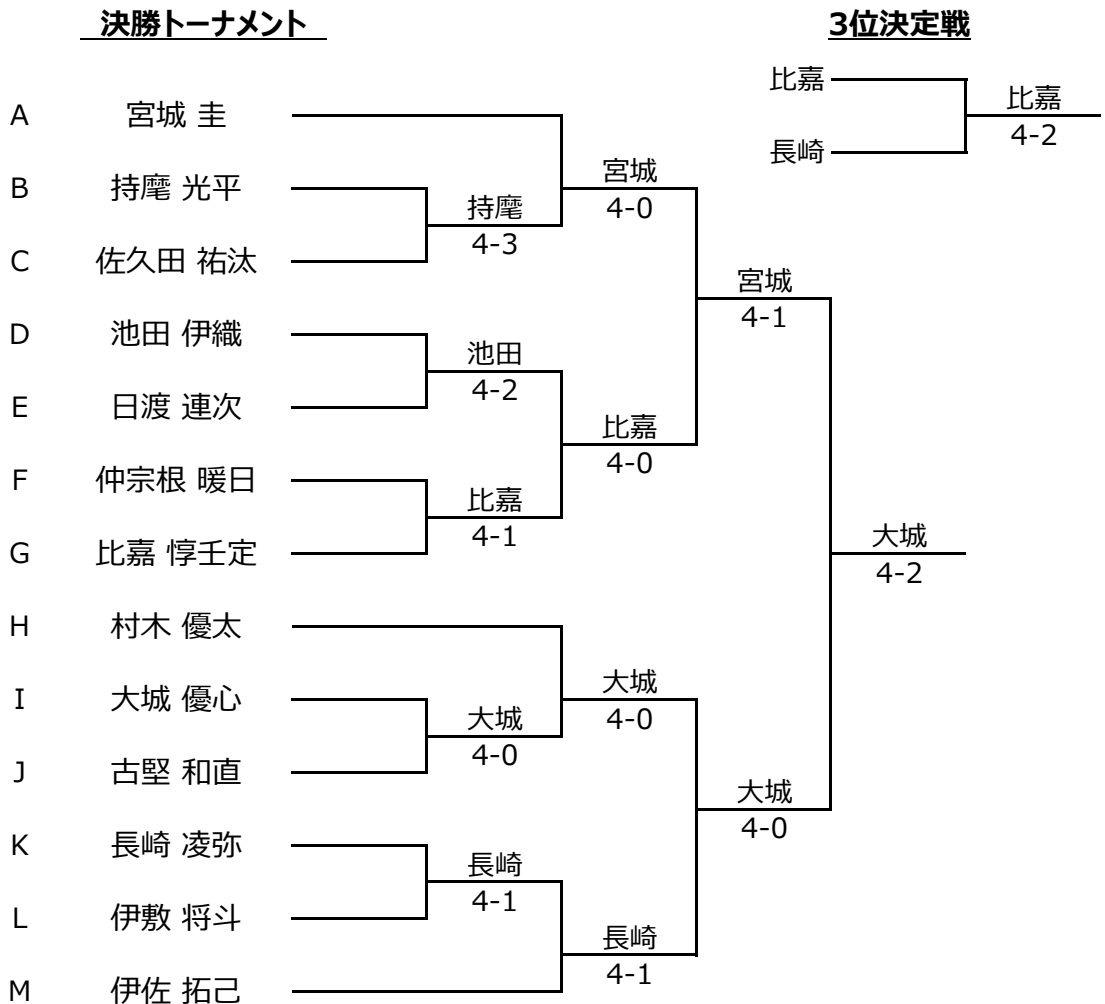 決勝トーナメント
3位決定戦
比嘉
長崎
比嘉
4-2
A 宮城 圭
B 持麾 光平
C 佐久田 祐汰
D 池田 伊織
E 日渡 連次
F 仲宗根 暖日
G 比嘉 惇壬定
H 村木 優太
I 大城 優心
J 古堅 和直
K 長崎 凌弥
L 伊敷 将斗
M 伊佐 拓己
持麾
4-3
池田
4-2
比嘉
4-1
大城
4-0
長崎
4-1
宮城
4-0
比嘉
4-0
大城
4-0
長崎
4-1
宮城
4-1
大城
4-0
大城
4-2